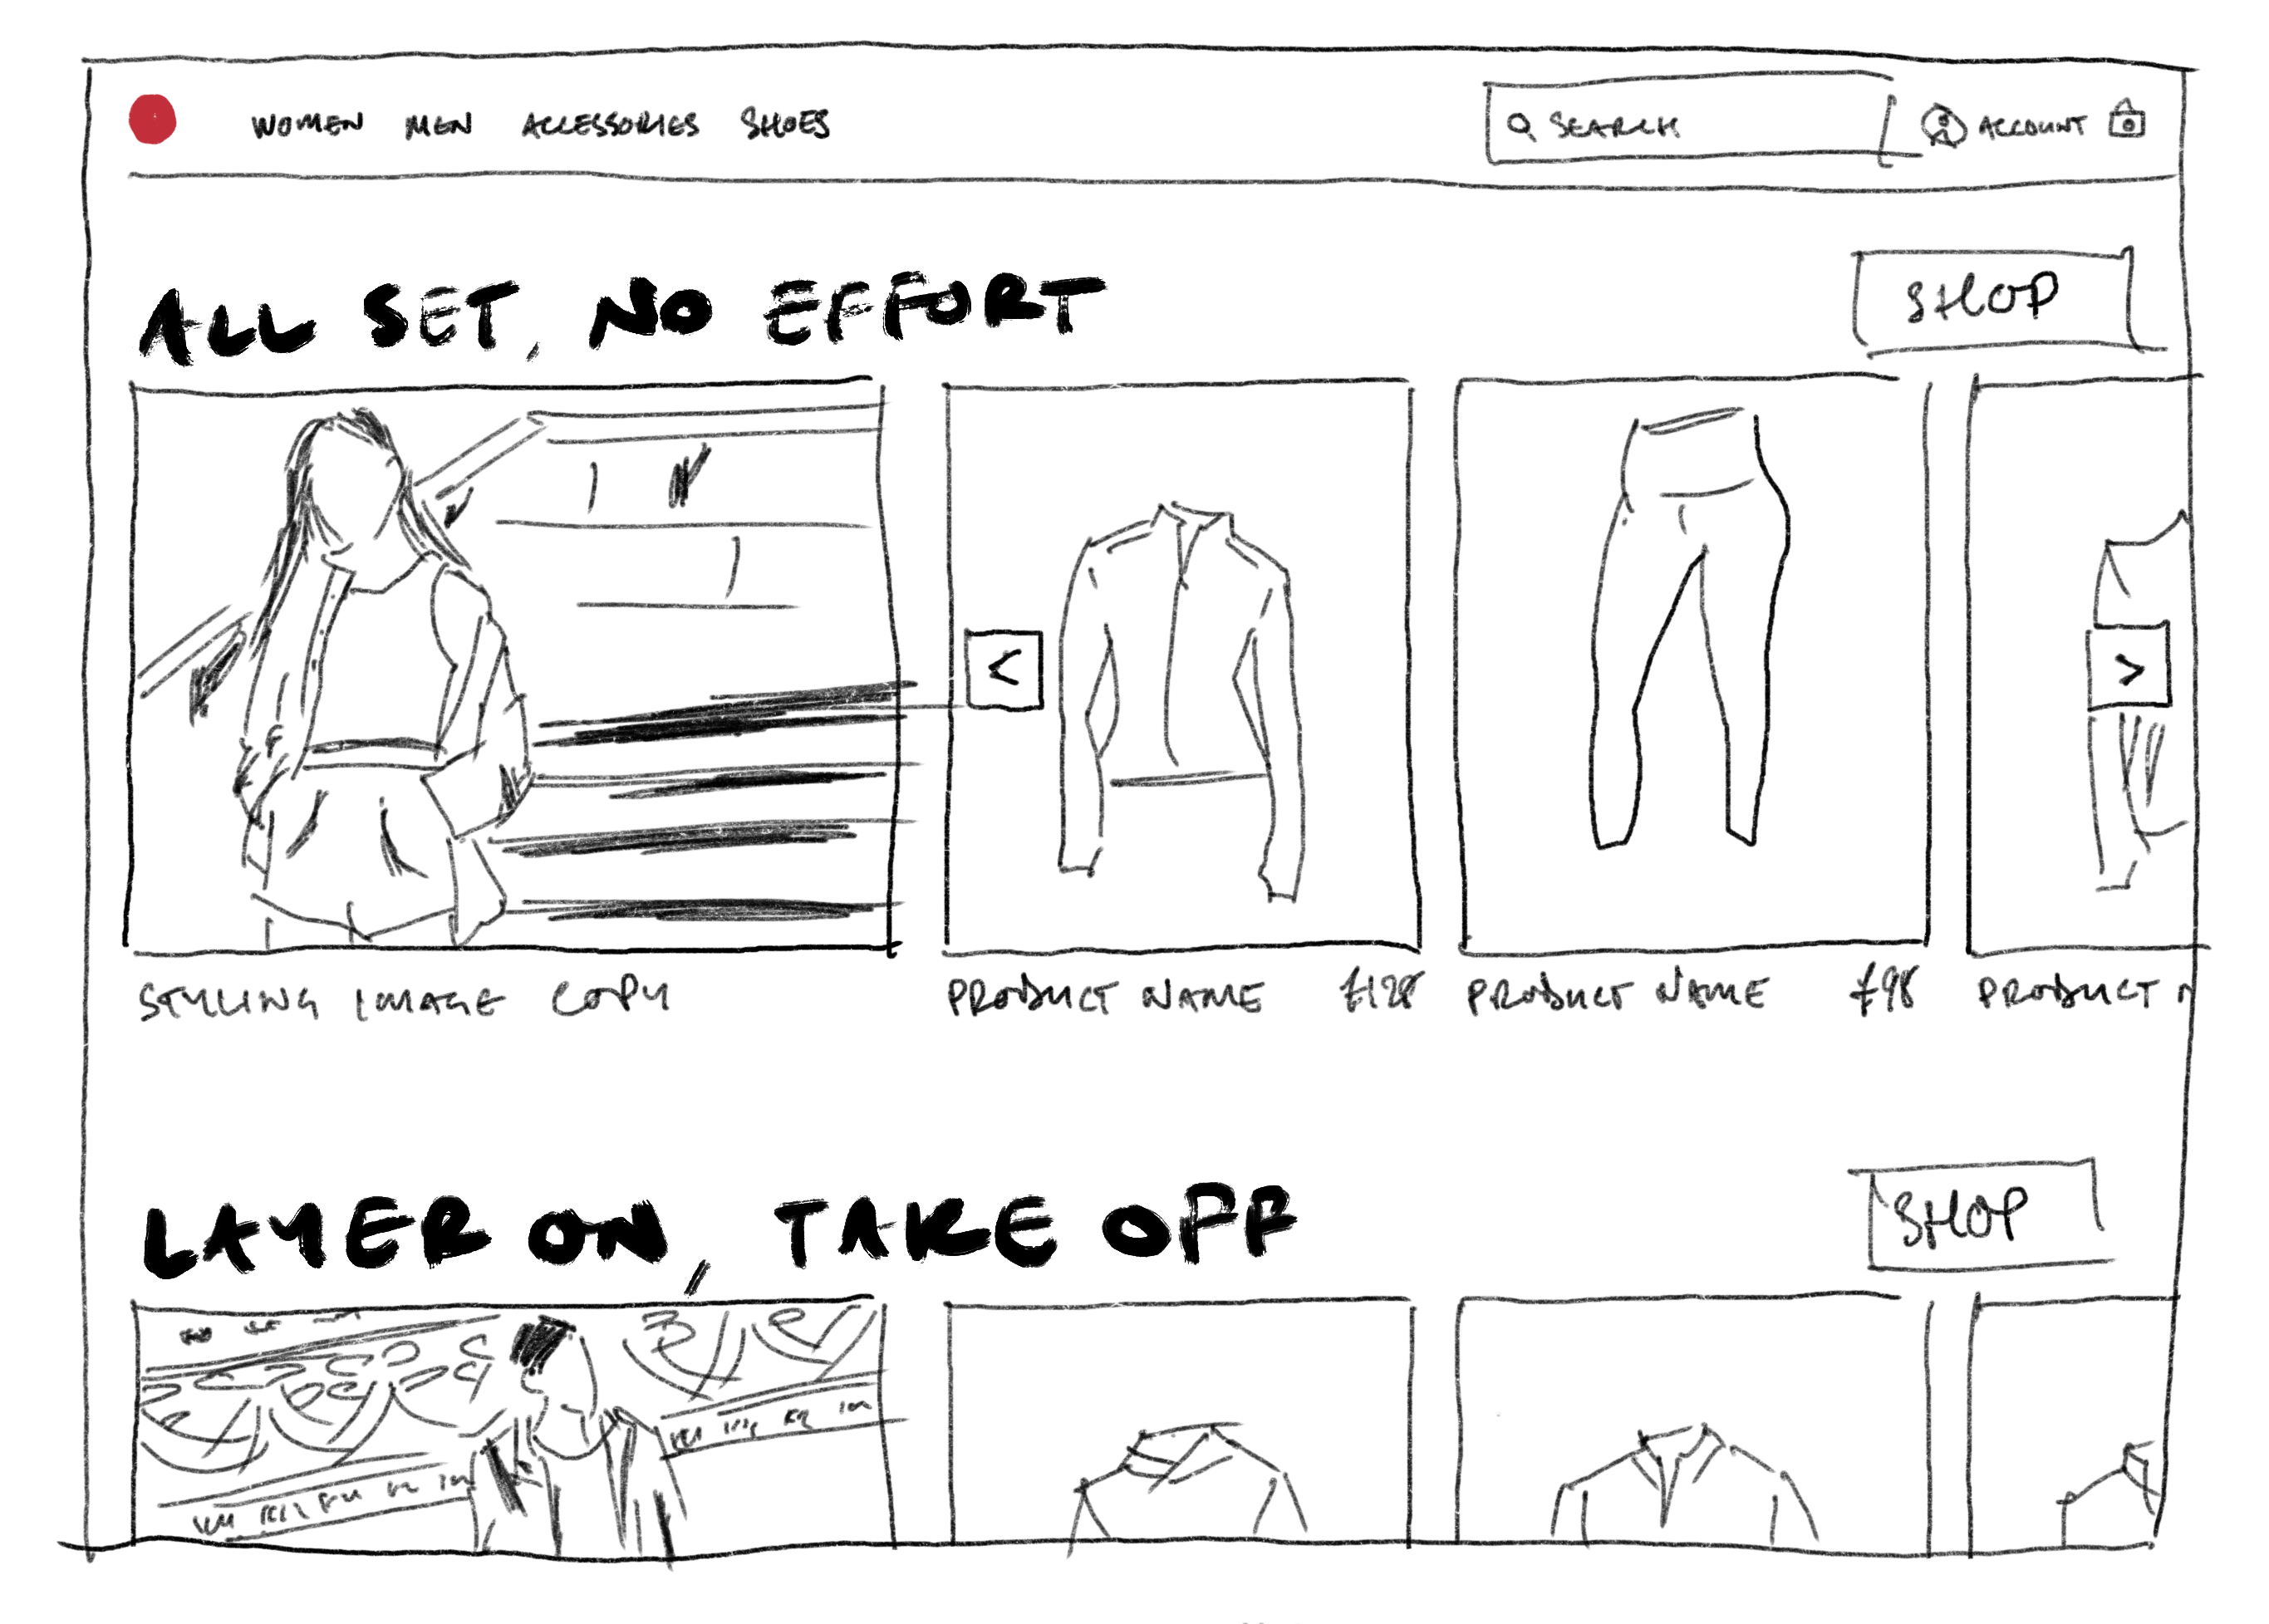 WOMEN MEN ACCESSORIES SHOES SEARCH ACCOUNT
ALL SET, NO EFFORT SHOP
< >
STYLING IMAGE COPY PRODUCT NAME £128 PRODUCT NAME £98 PRODUCT N
LAYER ON, TAKE OFF SHOP